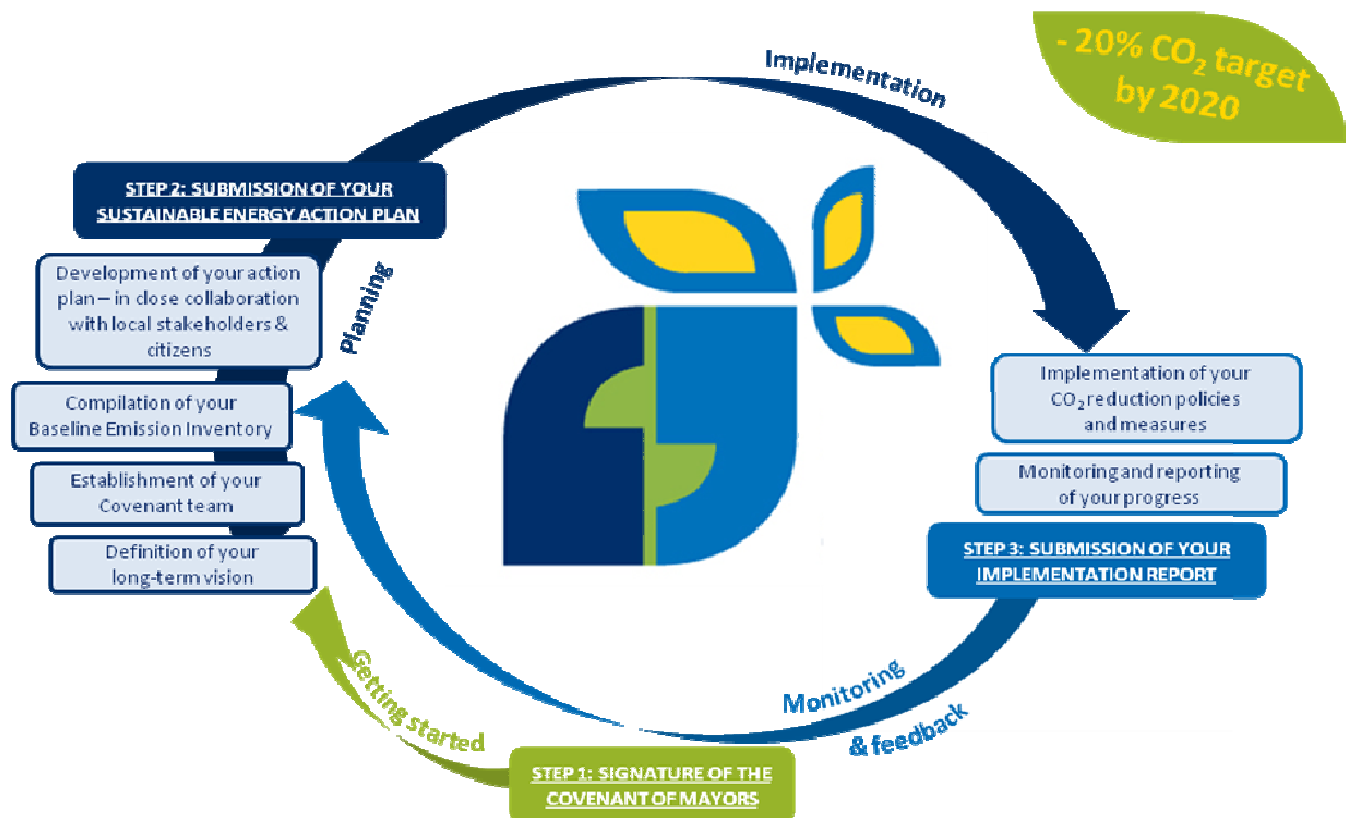 - 20% CO₂ target
by 2020
Implementation
STEP 2: SUBMISSION OF YOUR
SUSTAINABLE ENERGY ACTION PLAN
Development of your action
plan – in close collaboration
with local stakeholders &
citizens
Planning
Compilation of your
Baseline Emission Inventory
Establishment of your
Covenant team
Definition of your
long-term vision
Implementation of your
CO₂ reduction policies
and measures
Monitoring and reporting
of your progress
STEP 3: SUBMISSION OF YOUR
IMPLEMENTATION REPORT
Getting started
Monitoring
& feedback
STEP 1: SIGNATURE OF THE
COVENANT OF MAYORS